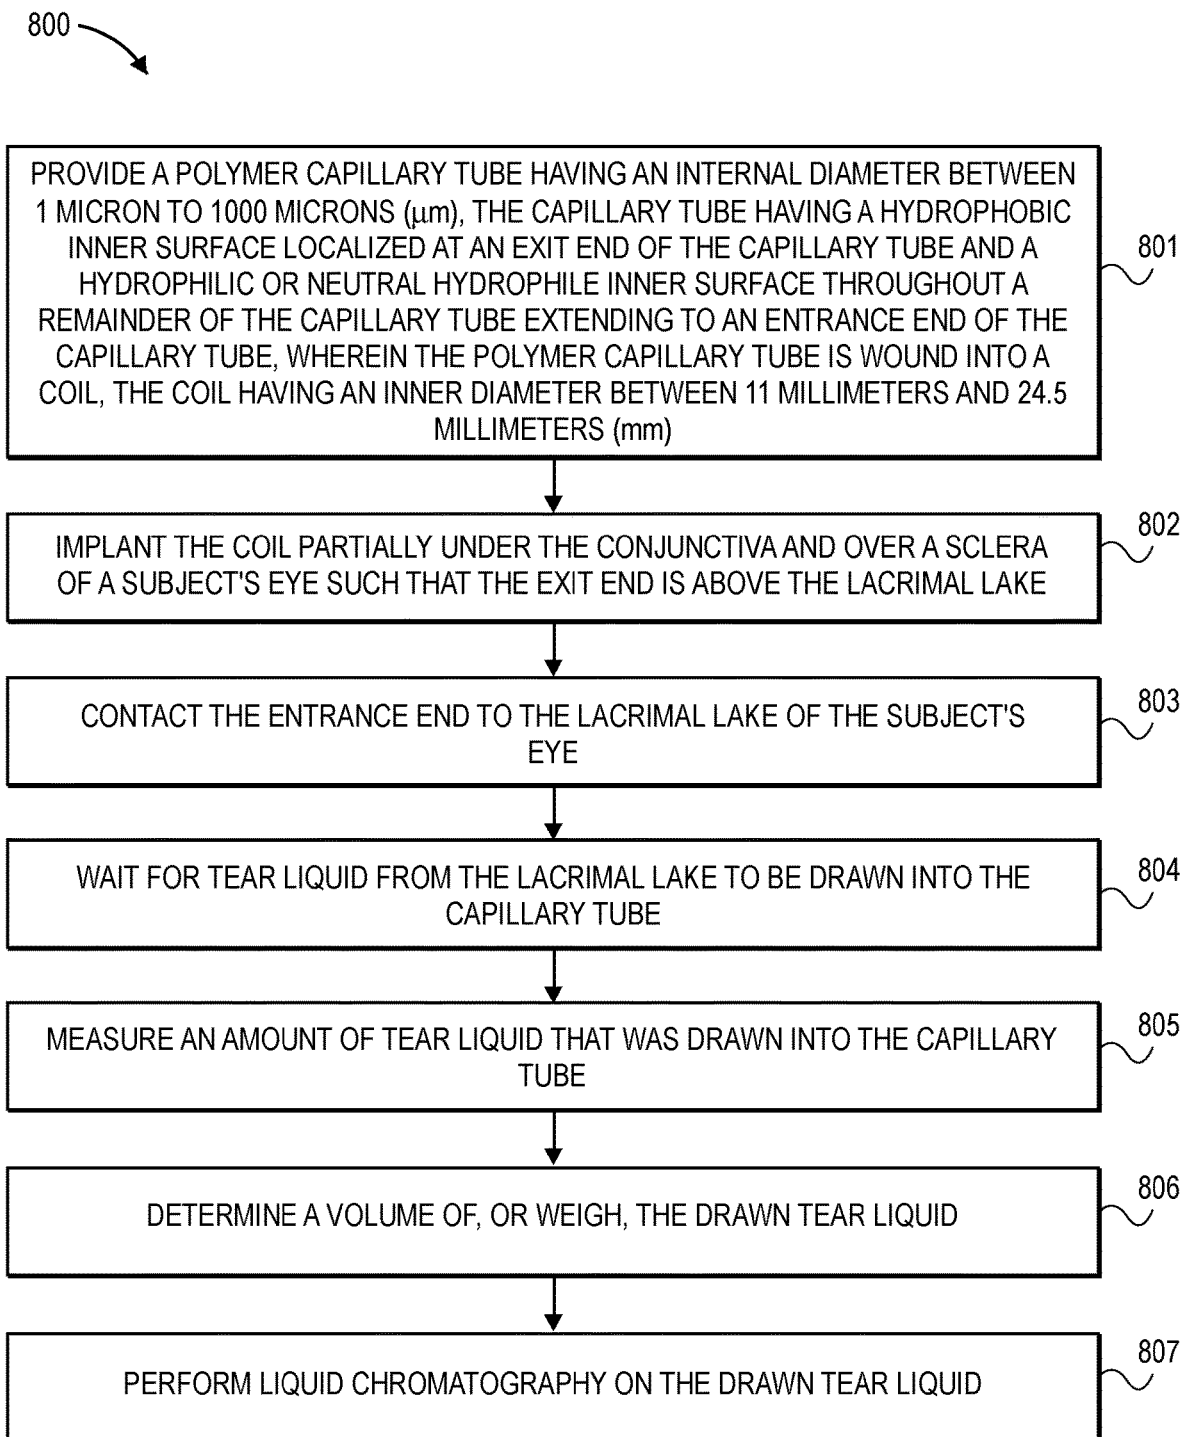 800
PROVIDE A POLYMER CAPILLARY TUBE HAVING AN INTERNAL DIAMETER BETWEEN
1 MICRON TO 1000 MICRONS (μm), THE CAPILLARY TUBE HAVING A HYDROPHOBIC
INNER SURFACE LOCALIZED AT AN EXIT END OF THE CAPILLARY TUBE AND A
HYDROPHILIC OR NEUTRAL HYDROPHILE INNER SURFACE THROUGHOUT A
REMAINDER OF THE CAPILLARY TUBE EXTENDING TO AN ENTRANCE END OF THE
CAPILLARY TUBE, WHEREIN THE POLYMER CAPILLARY TUBE IS WOUND INTO A
COIL, THE COIL HAVING AN INNER DIAMETER BETWEEN 11 MILLIMETERS AND 24.5
MILLIMETERS (mm)
801
IMPLANT THE COIL PARTIALLY UNDER THE CONJUNCTIVA AND OVER A SCLERA
OF A SUBJECT'S EYE SUCH THAT THE EXIT END IS ABOVE THE LACRIMAL LAKE
802
CONTACT THE ENTRANCE END TO THE LACRIMAL LAKE OF THE SUBJECT'S
EYE
803
WAIT FOR TEAR LIQUID FROM THE LACRIMAL LAKE TO BE DRAWN INTO THE
CAPILLARY TUBE
804
MEASURE AN AMOUNT OF TEAR LIQUID THAT WAS DRAWN INTO THE CAPILLARY
TUBE
805
DETERMINE A VOLUME OF, OR WEIGH, THE DRAWN TEAR LIQUID
806
PERFORM LIQUID CHROMATOGRAPHY ON THE DRAWN TEAR LIQUID
807